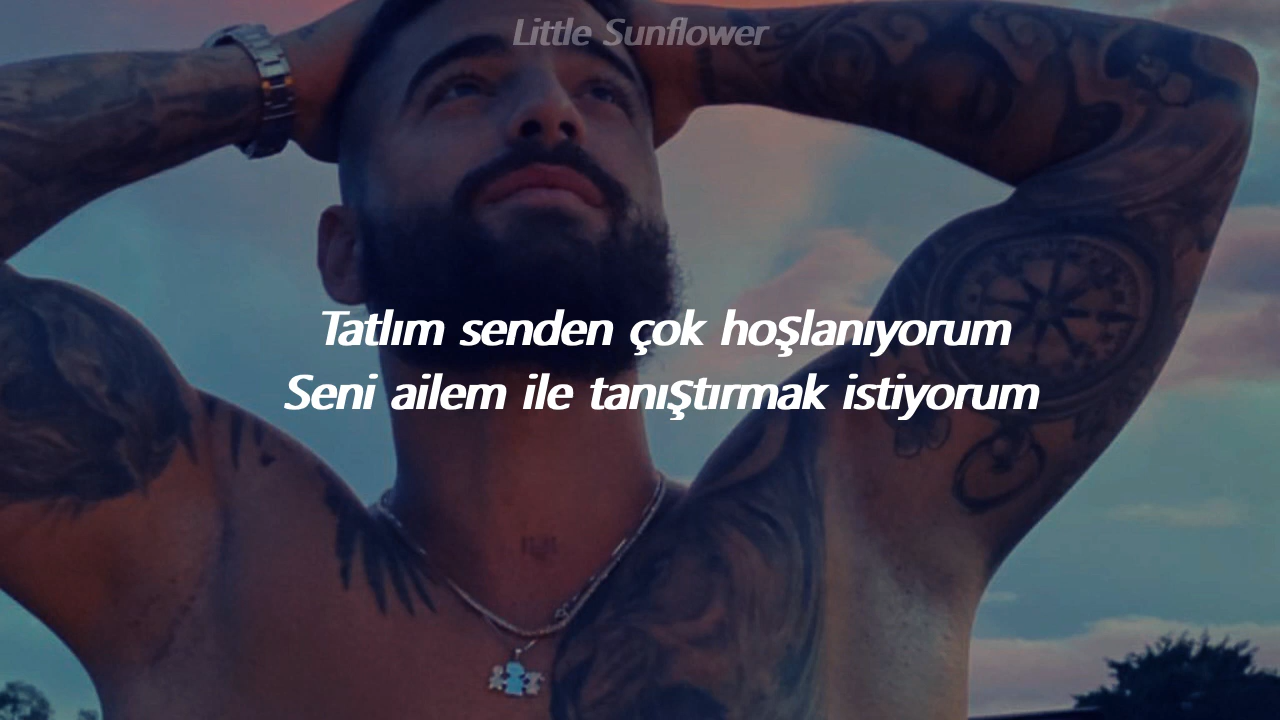 Little Sunflower
Tatlım senden çok hoşlanıyorum
Seni ailem ile tanıştırmak istiyorum